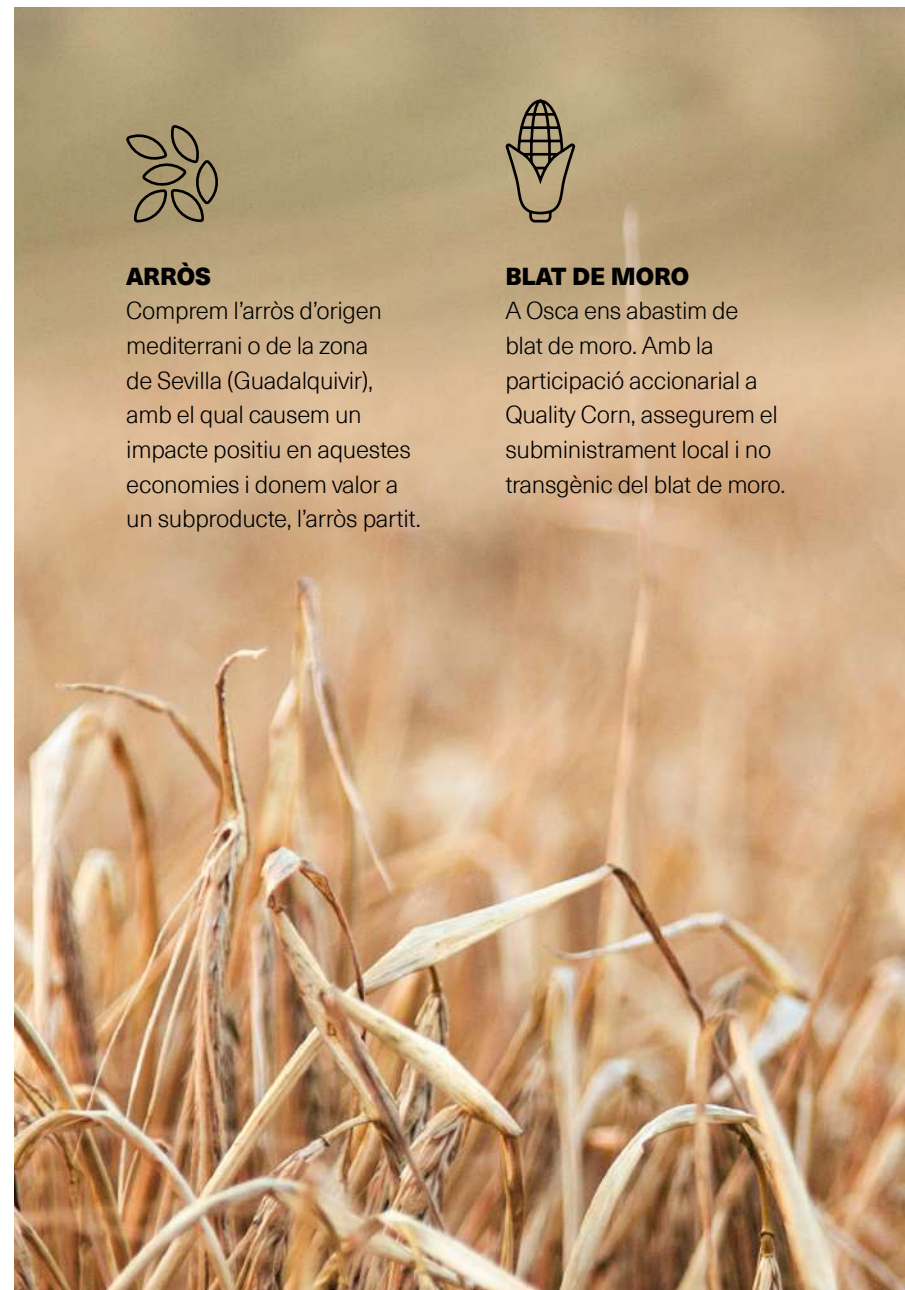 ARRÒS
Comprem l’arròs d’origen
mediterrani o de la zona
de Sevilla (Guadalquivir),
amb el qual causem un
impacte positiu en aquestes
economies i donem valor a
un subproducte, l’arròs partit.
BLAT DE MORO
A Osca ens abastim de
blat de moro. Amb la
participació accionarial a
Quality Corn, assegurem el
subministrament local i no
transgènic del blat de moro.